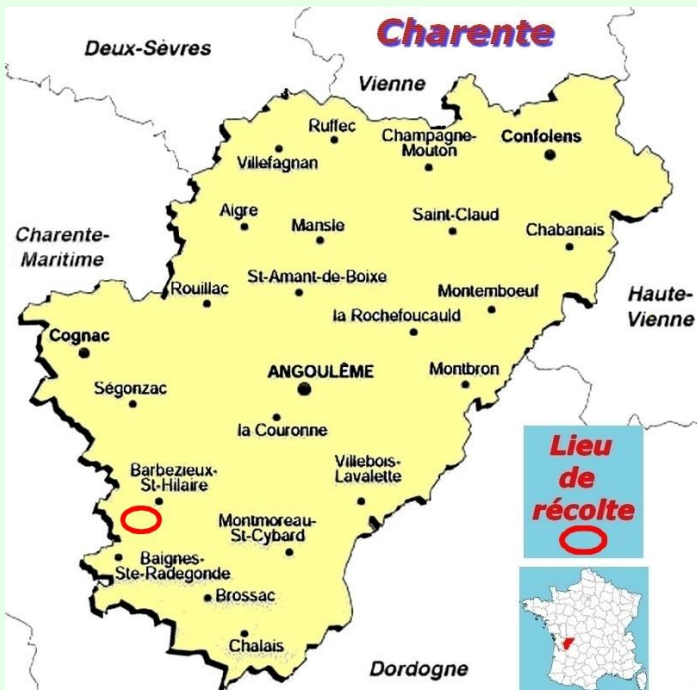 Charente
Deux-Sèvres
Vienne
Ruffec
Villefagnan
Champagne-
Mouton
Confolens
Aigre
Mansle
Saint-Claud
Chabanais
Charente-
Maritime
Rouillac
St-Amant-de-Boixe
Montemboeuf
Haute-
Vienne
la Rochefoucauld
Cognac
ANGOULÊME
Montbron
Ségonzac
la Couronne
Villebois-
Lavalette
Barbezieux-
St-Hilaire
Montmoreau-
St-Cybard
Baignes-
Ste-Radegonde
Brossac
Chalais
Dordogne
Lieu
de
récolte